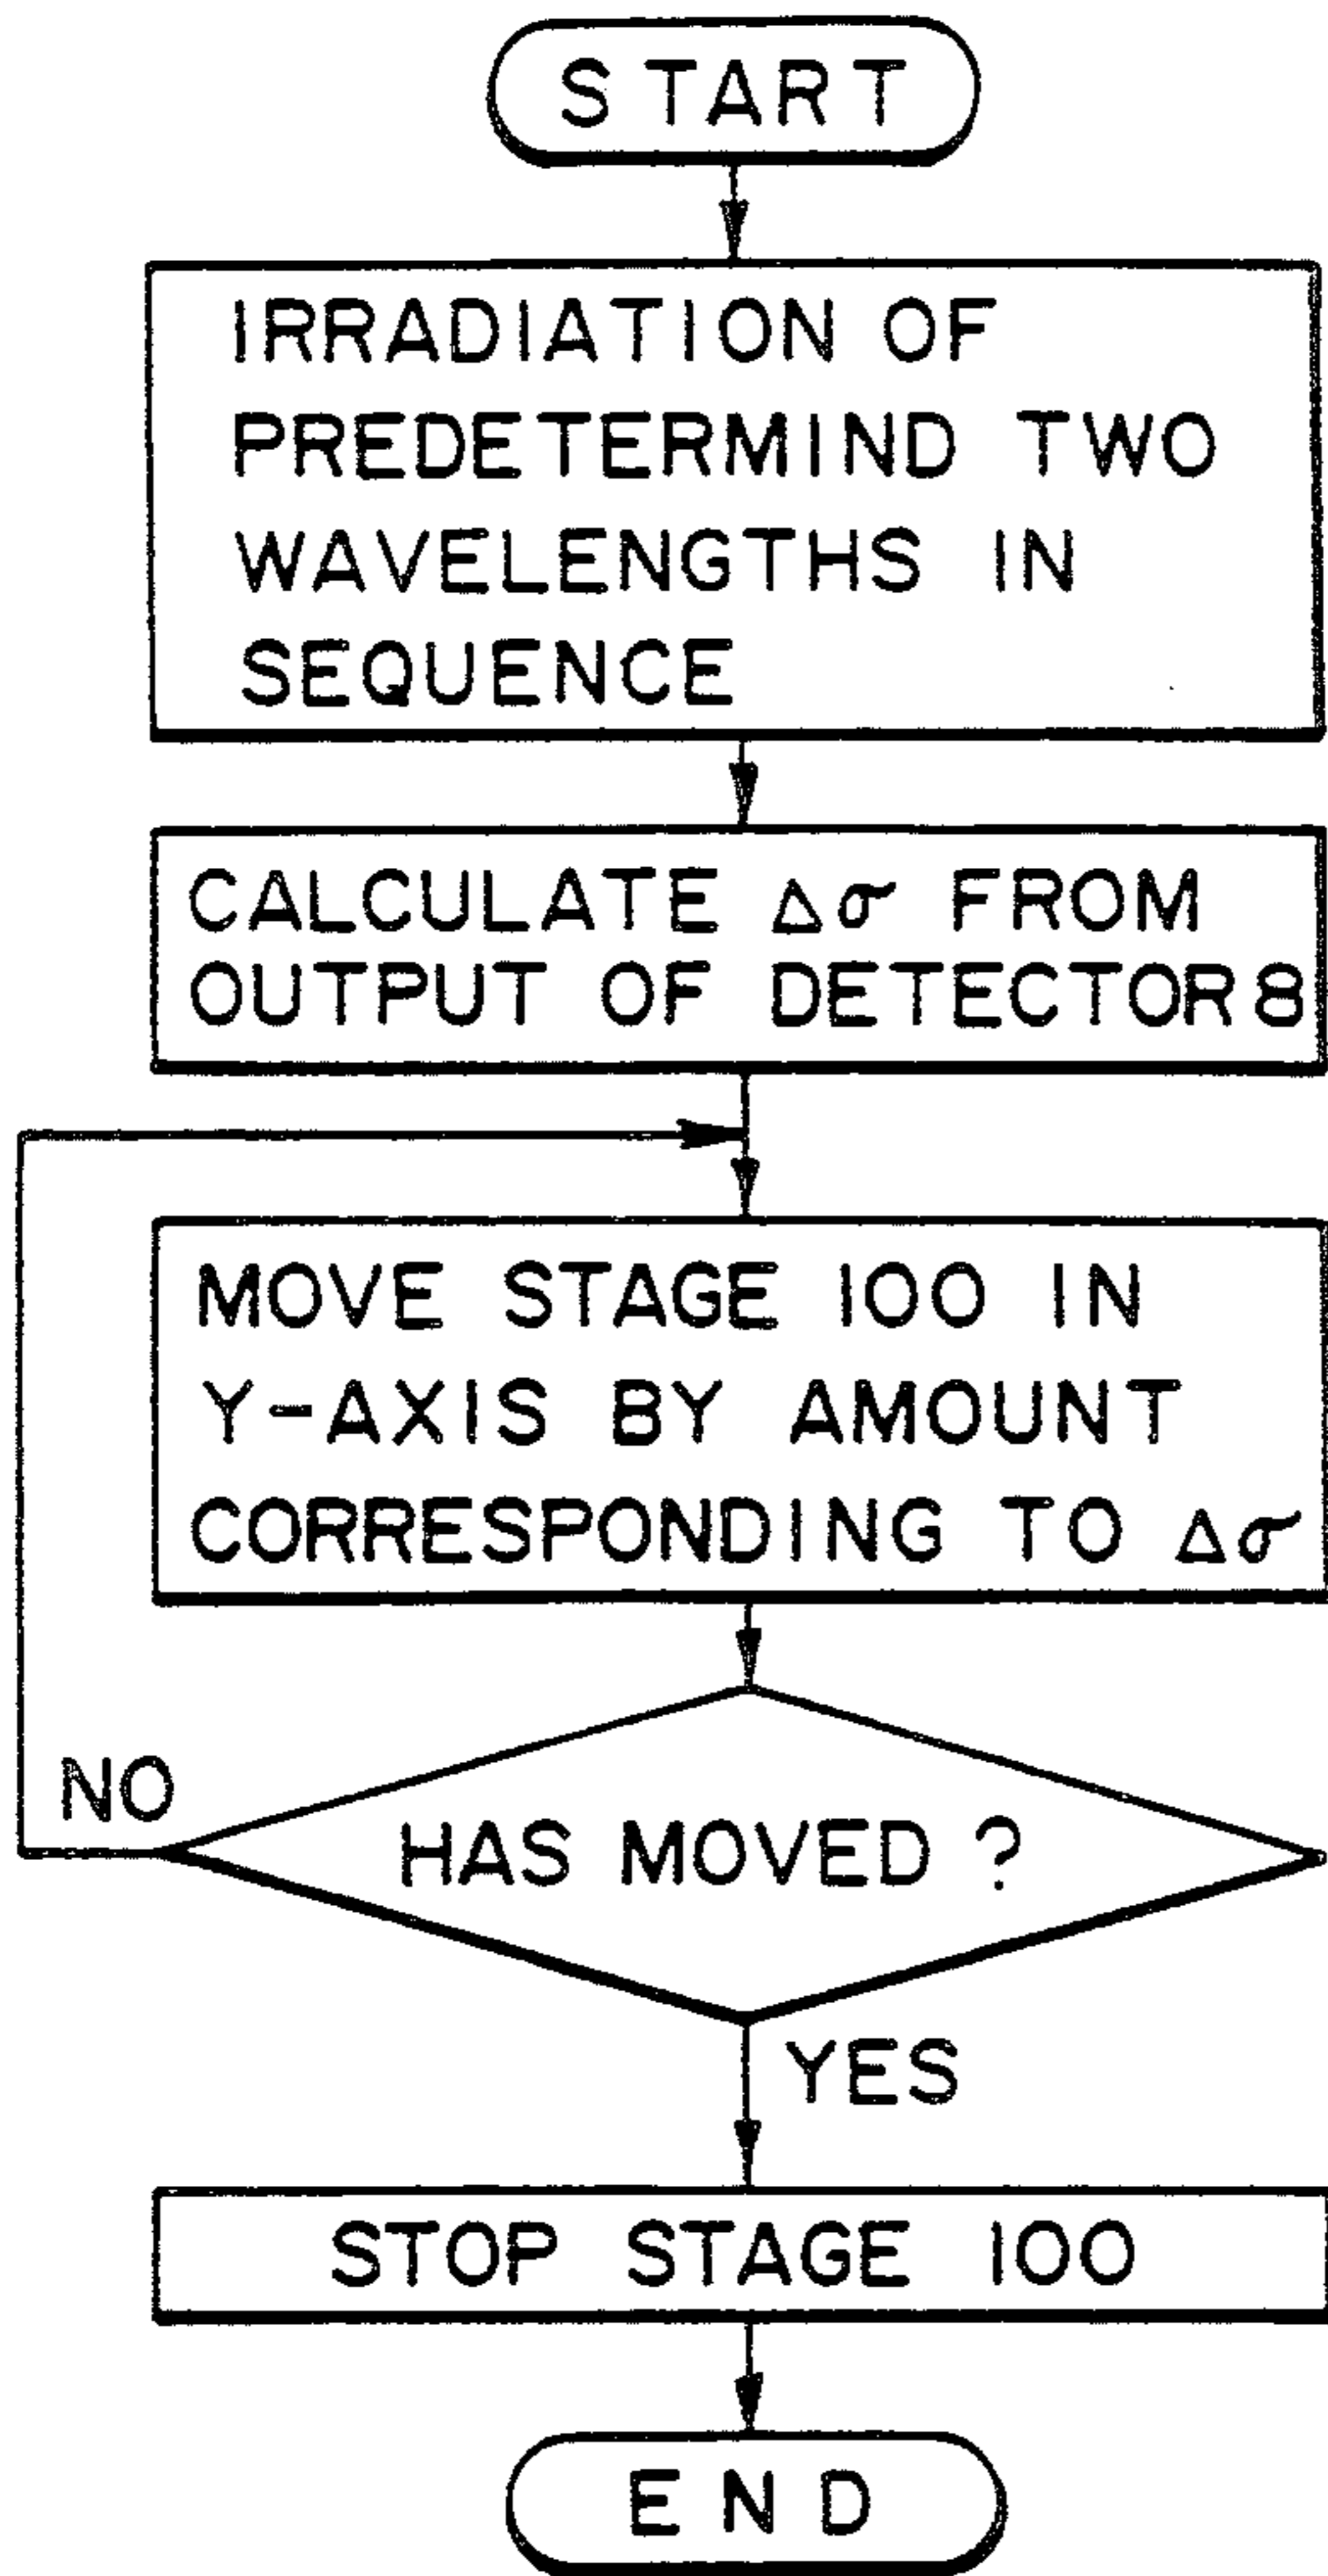 START
IRRADIATION OF
PREDETERMIND TWO
WAVELENGTHS IN
SEQUENCE
CALCULATE Δσ FROM
OUTPUT OF DETECTOR 8
MOVE STAGE 100 IN
Y-AXIS BY AMOUNT
CORRESPONDING TO Δσ
NO
HAS MOVED ?
YES
STOP STAGE 100
END